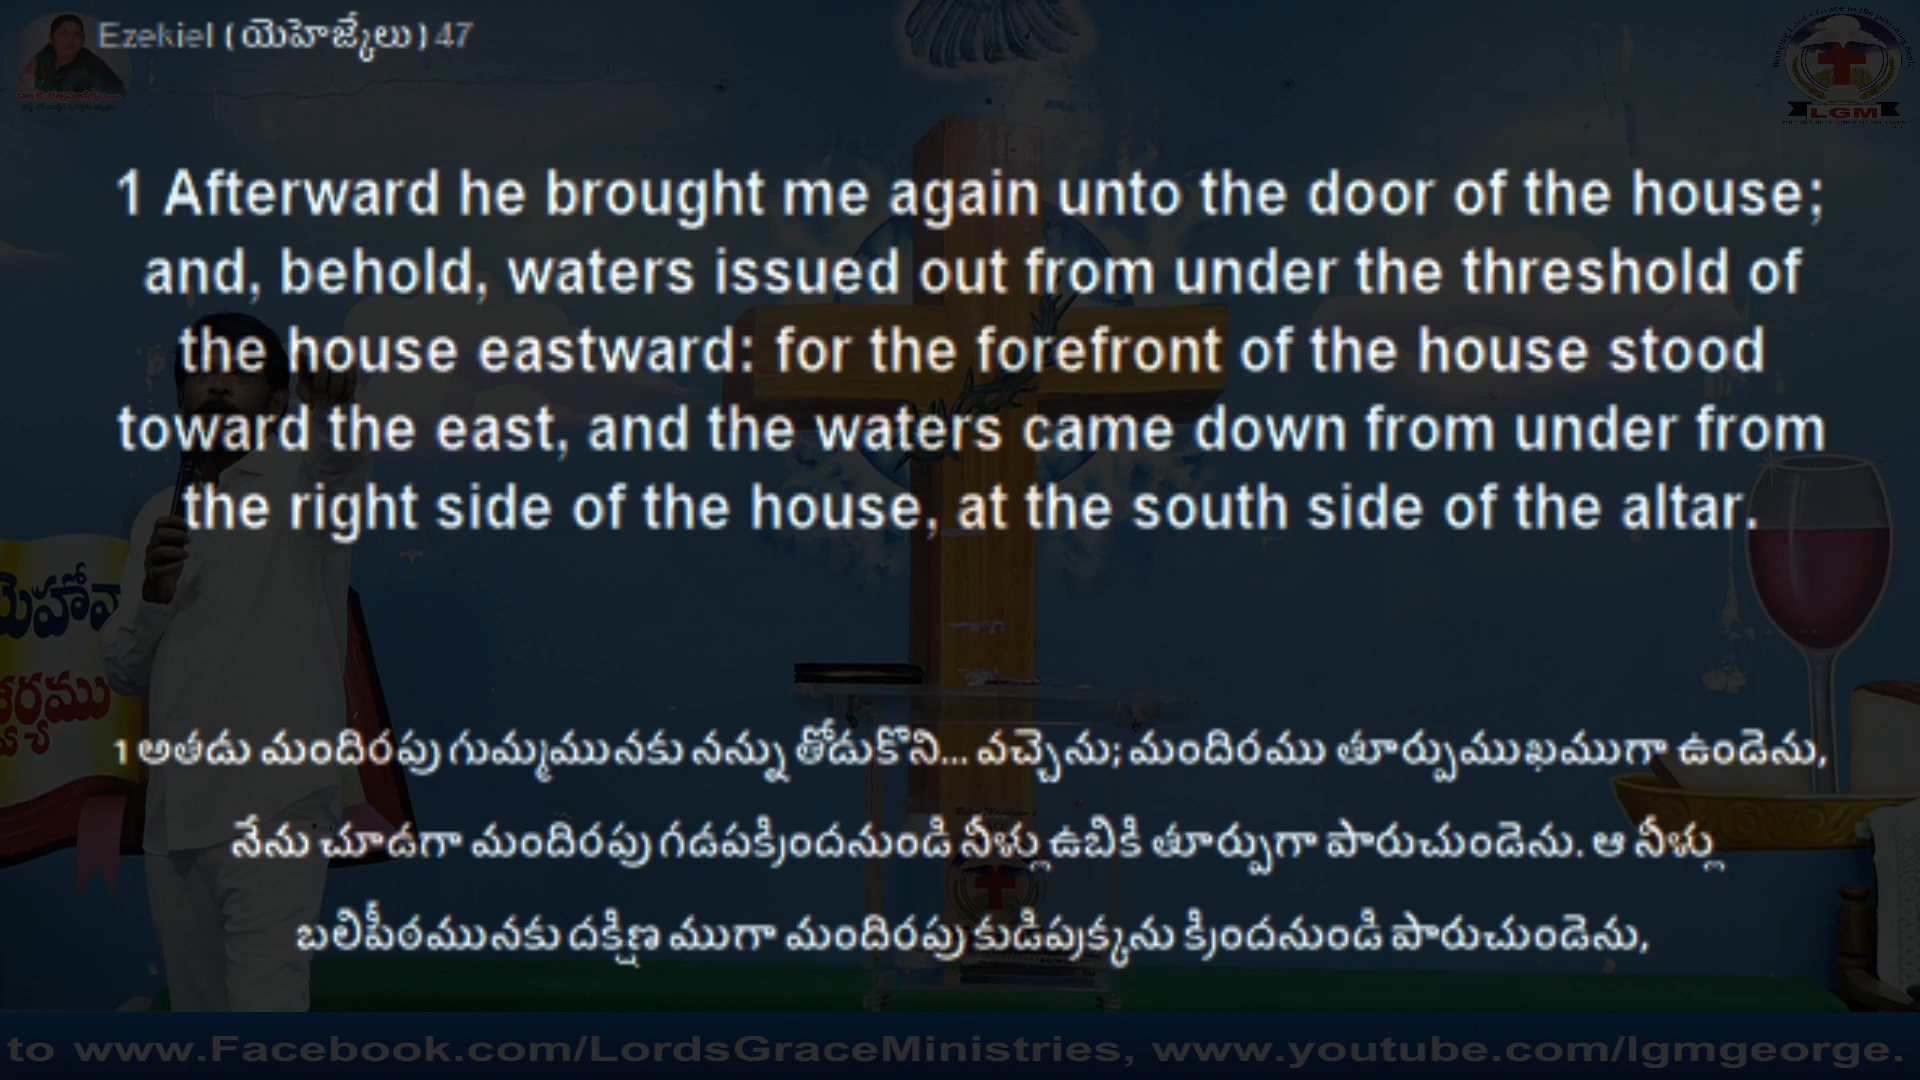 Ezekiel ( యెహెజ్కేలు ) 47
1 Afterward he brought me again unto the door of the house;
and, behold, waters issued out from under the threshold of
the house eastward: for the forefront of the house stood
toward the east, and the waters came down from under from
the right side of the house, at the south side of the altar.
యెహోవా
1 అతడు మందిరపు గుమ్మమునకు నన్ను తోడుకొని... వచ్చెను; మందిరము తూర్పుముఖముగా ఉండెను,
నేను చూడగా మందిరపు గడపక్రిందనుండి నీళ్లు ఉబికి తూర్పుగా పారుచుండెను. ఆ నీళ్లు
బలిపీఠమునకు దక్షిణ ముగా మందిరపు కుడిప్రక్కను క్రిందనుండి పారుచుండెను,
LGM
to www.Facebook.com/LordsGraceMinistries, www.youtube.com/lgmgeorge.